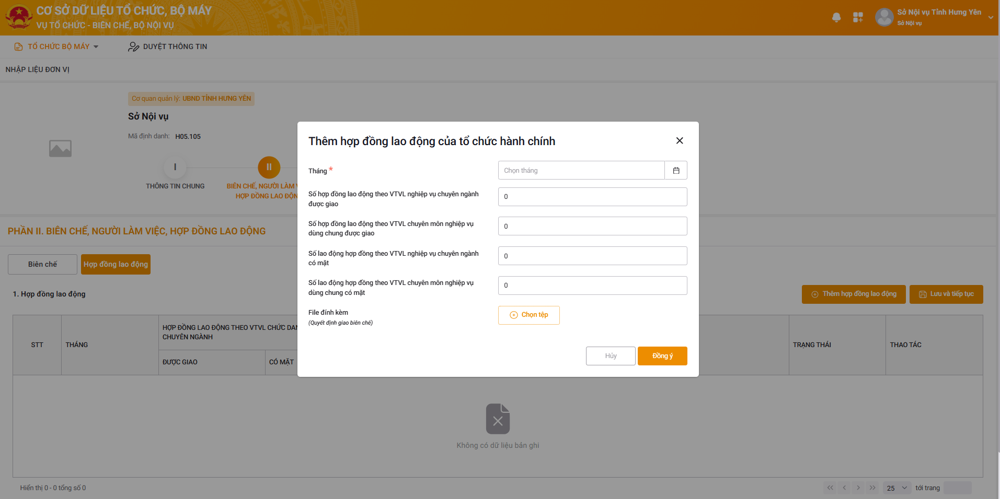 CƠ SỞ DỮ LIỆU TỔ CHỨC, BỘ MÁY
VỤ TỔ CHỨC - BIÊN CHẾ, BỘ NỘI VỤ
Sở Nội vụ Tỉnh Hưng Yên
Sở Nội vụ
TỔ CHỨC BỘ MÁY
DUYỆT THÔNG TIN
NHẬP LIỆU ĐƠN VỊ
Cơ quan quản lý: UBND TỈNH HƯNG YÊN
Sở Nội vụ
Mã định danh: H05.105
I
II
THÔNG TIN CHUNG
BIÊN CHẾ, NGƯỜI LÀM
HỢP ĐỒNG LAO
PHẦN II. BIÊN CHẾ, NGƯỜI LÀM VIỆC, HỢP ĐỒNG LAO ĐỘNG
Biên chế
Hợp đồng lao động
1. Hợp đồng lao động
Thêm hợp đồng lao động
Lưu và tiếp tục
STT
THÁNG
HỢP ĐỒNG LAO ĐỘNG THEO VTVL CHỨC
CHUYÊN NGÀNH
ĐƯỢC GIAO
CÓ MẶT
TRẠNG THÁI
THAO TÁC
Thêm hợp đồng lao động của tổ chức hành chính
Tháng *
Chọn tháng
Số hợp đồng lao động theo VTVL nghiệp vụ chuyên ngành
được giao
0
Số hợp đồng lao động theo VTVL chuyên môn nghiệp vụ
dùng chung được giao
0
Số lao động hợp đồng theo VTVL nghiệp vụ chuyên ngành
có mặt
0
Số lao động hợp đồng theo VTVL chuyên môn nghiệp vụ
dùng chung có mặt
0
File đính kèm
(Quyết định giao biên chế)
Chọn tệp
Hủy
Đồng ý
Không có dữ liệu bản ghi
Hiển thị 0 - 0 tổng số 0
25
tới trang